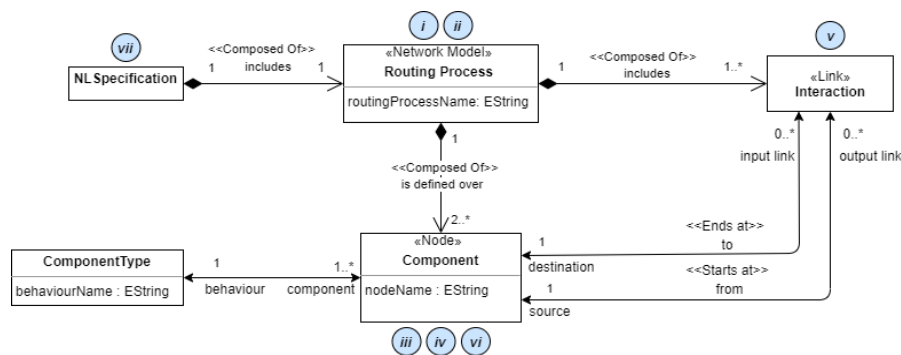 i ii
vii
v
<<Composed Of>>
includes
1 1
NLSpecification
«Network Model»
Routing Process
routingProcessName: EString
<<Composed Of>>
includes
1 1..*
«Link»
Interaction
1
<<Composed Of>>
is defined over
2..*
0..* 0..*
input link output link
<<Ends at>>
to
1
destination
<<Starts at>>
from
1
source
ComponentType
behaviourName : EString
1 1..*
behaviour component
«Node»
Component
nodeName : EString
iii iv vi